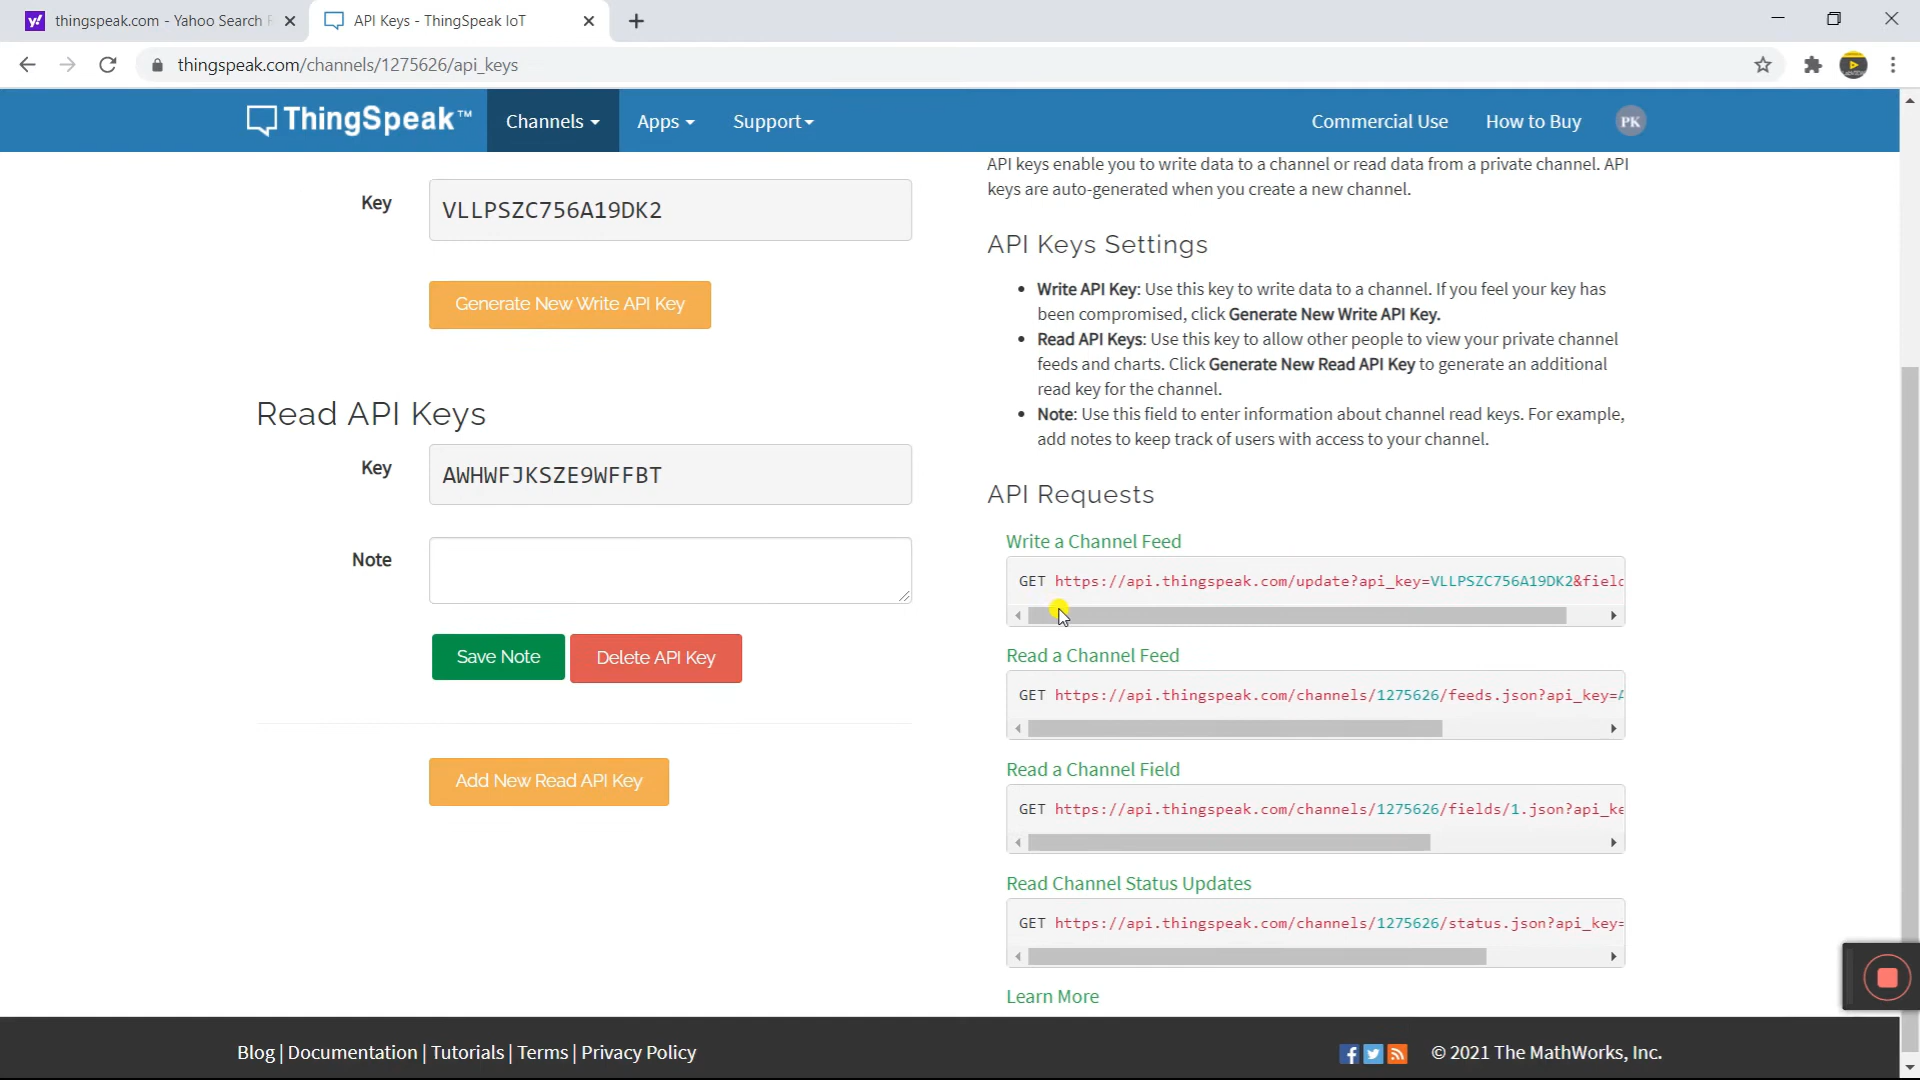 thingspeak.com - Yahoo Search
API Keys - ThingSpeak IoT
thingspeak.com/channels/1275626/api_keys
ThingSpeak™
Channels
Apps
Support
Commercial Use
How to Buy
PK
Key
VLLPSZC756A19DK2
Generate New Write API Key
Read API Keys
Key
AWHWFJKSZE9WFFBT
Note
Save Note
Delete API Key
Add New Read API Key
API keys enable you to write data to a channel or read data from a private channel. API
keys are auto-generated when you create a new channel.
API Keys Settings
• Write API Key: Use this key to write data to a channel. If you feel your key has
been compromised, click Generate New Write API Key.
• Read API Keys: Use this key to allow other people to view your private channel
feeds and charts. Click Generate New Read API Key to generate an additional
read key for the channel.
• Note: Use this field to enter information about channel read keys. For example,
add notes to keep track of users with access to your channel.
API Requests
Write a Channel Feed
GET https://api.thingspeak.com/update?api_key=VLLPSZC756A19DK2&fiel
Read a Channel Feed
GET https://api.thingspeak.com/channels/1275626/feeds.json?api_key=
Read a Channel Field
GET https://api.thingspeak.com/channels/1275626/fields/1.json?api_ke
Read Channel Status Updates
GET https://api.thingspeak.com/channels/1275626/status.json?api_key=
Learn More
Blog | Documentation | Tutorials | Terms | Privacy Policy
© 2021 The MathWorks, Inc.